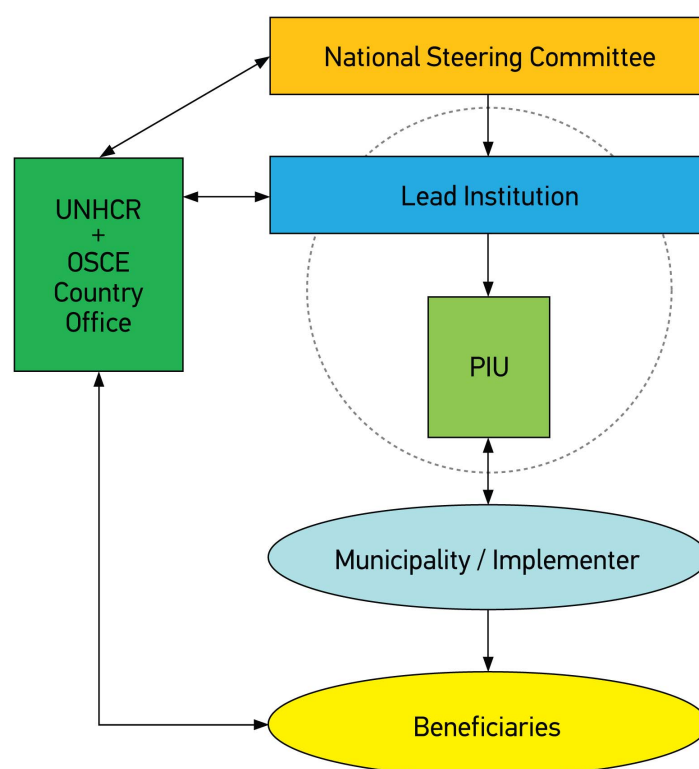 National Steering Committee
Lead Institution
UNHCR
+
OSCE
Country
Office
PIU
Municipality / Implementer
Beneficiaries